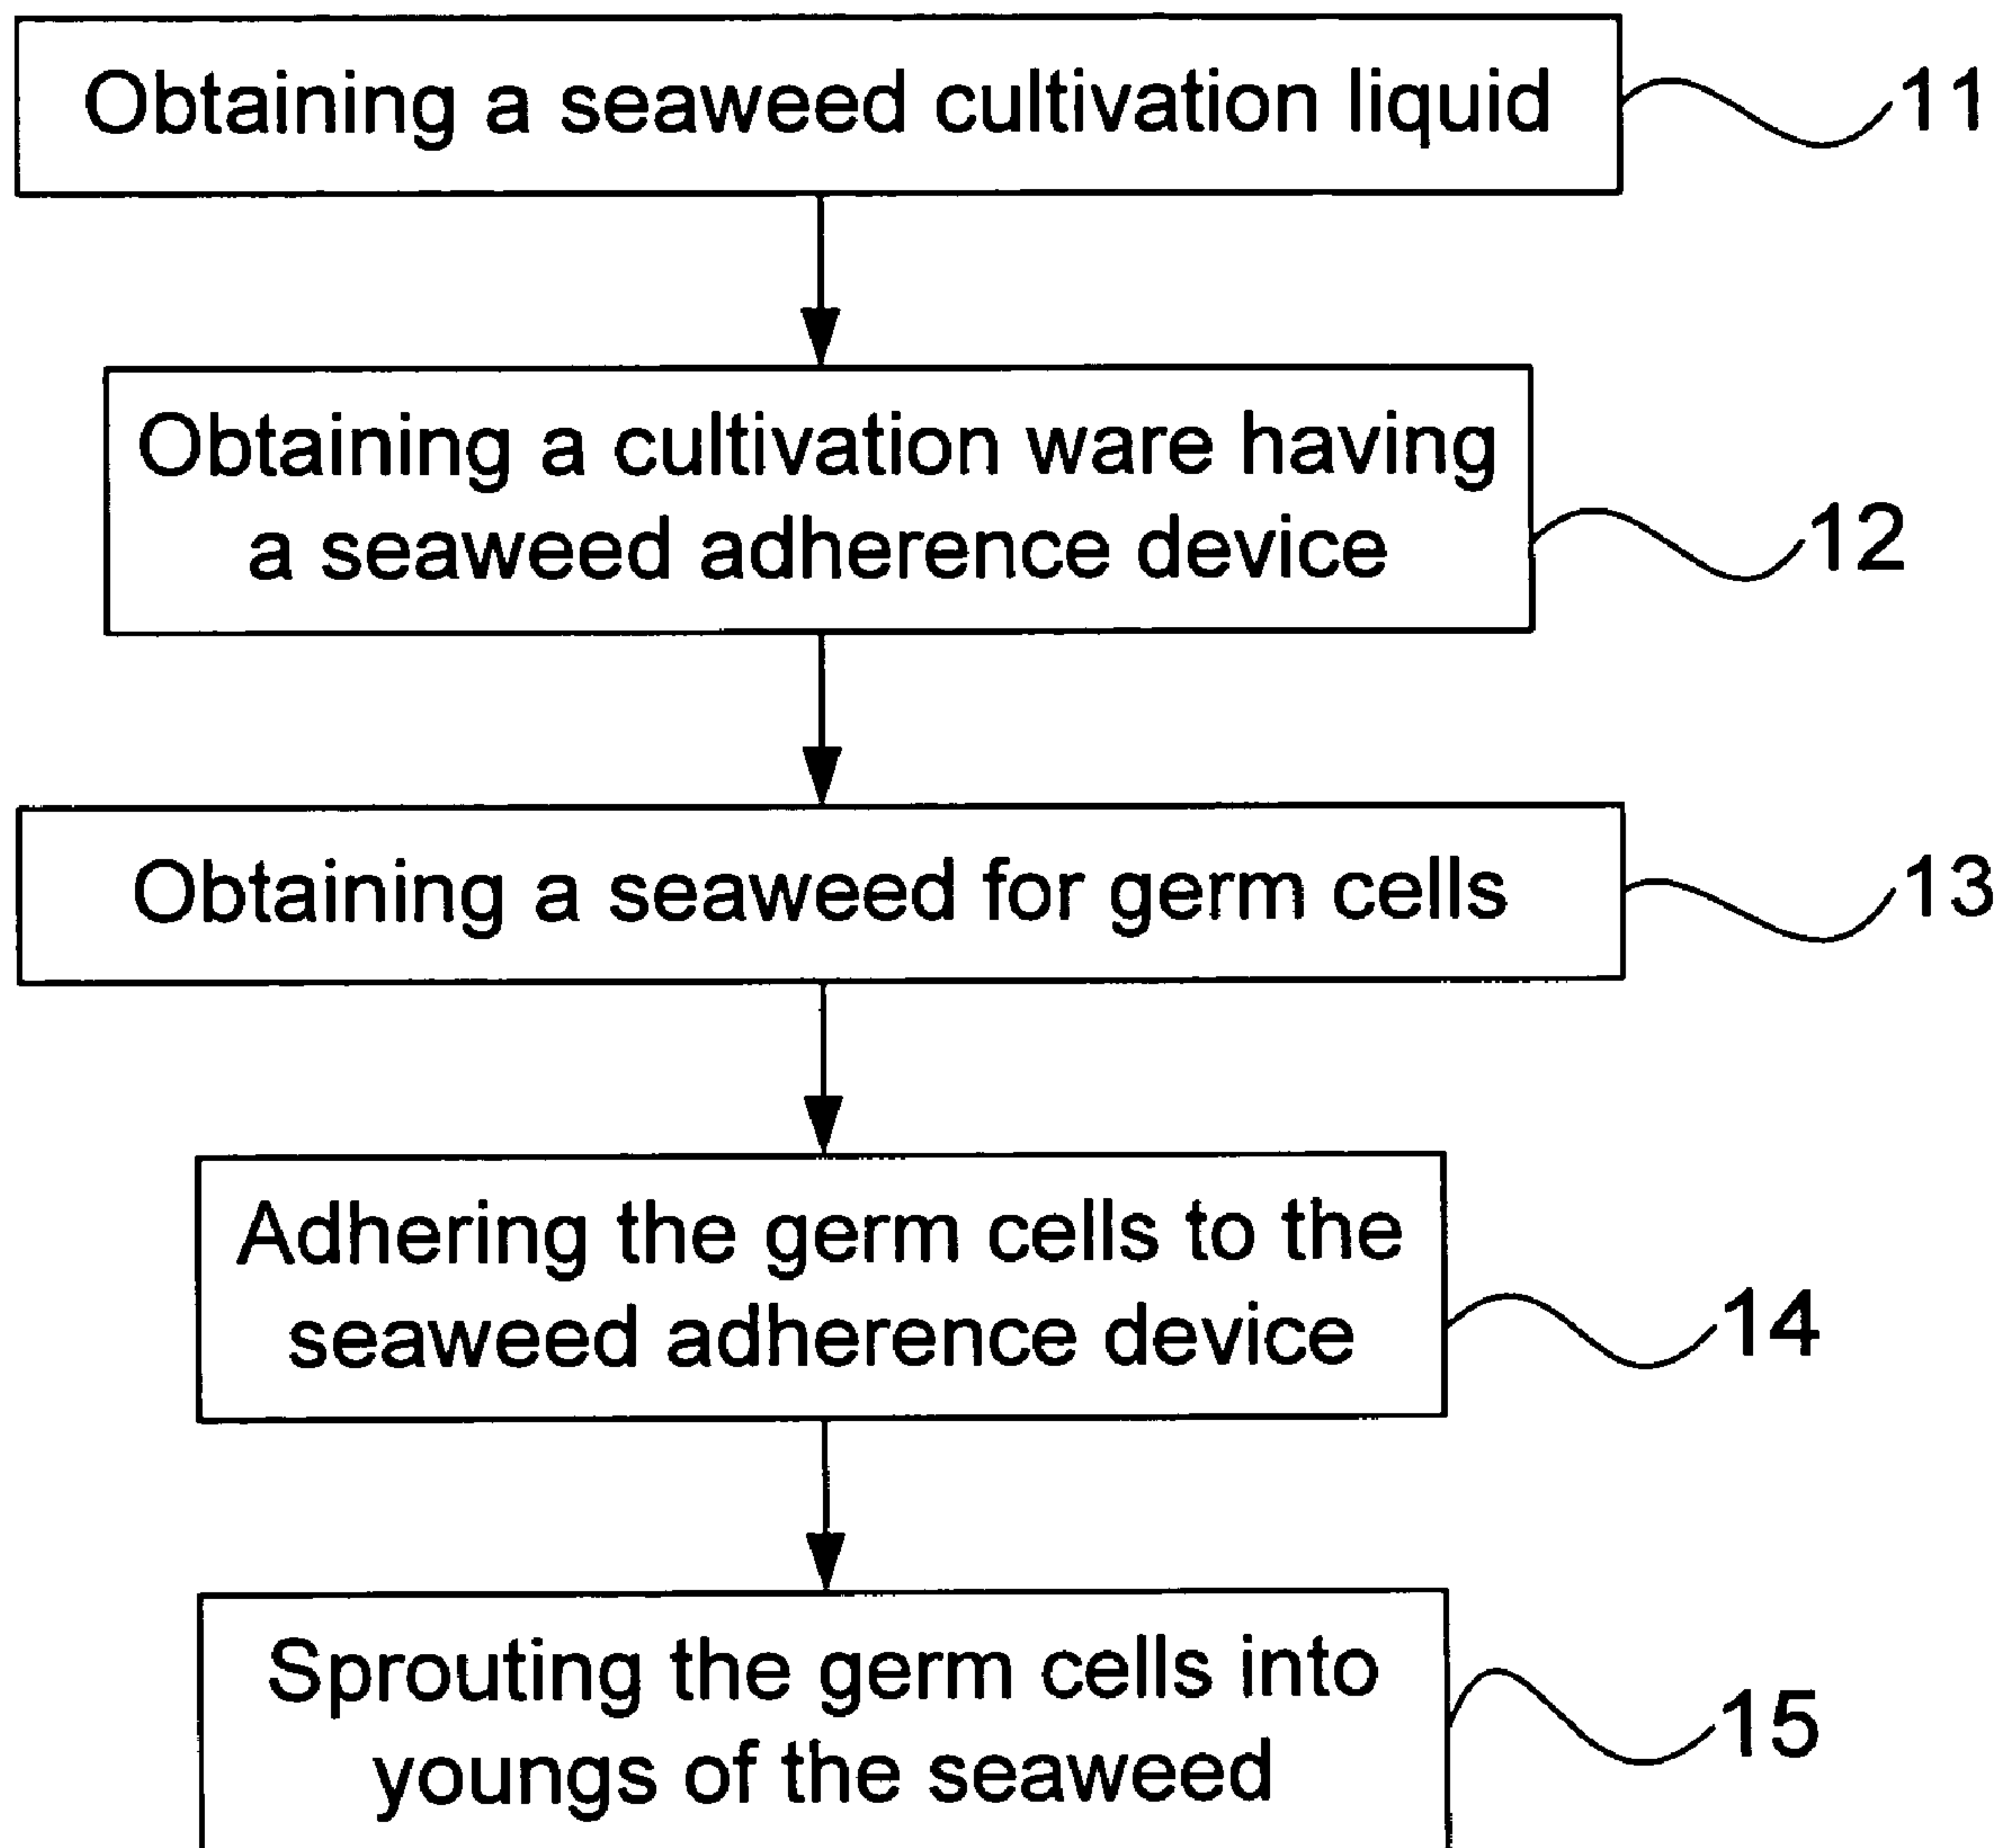 Obtaining a seaweed cultivation liquid
11
Obtaining a cultivation ware having
a seaweed adherence device
12
Obtaining a seaweed for germ cells
13
Adhering the germ cells to the
seaweed adherence device
14
Sprouting the germ cells into
youngs of the seaweed
15